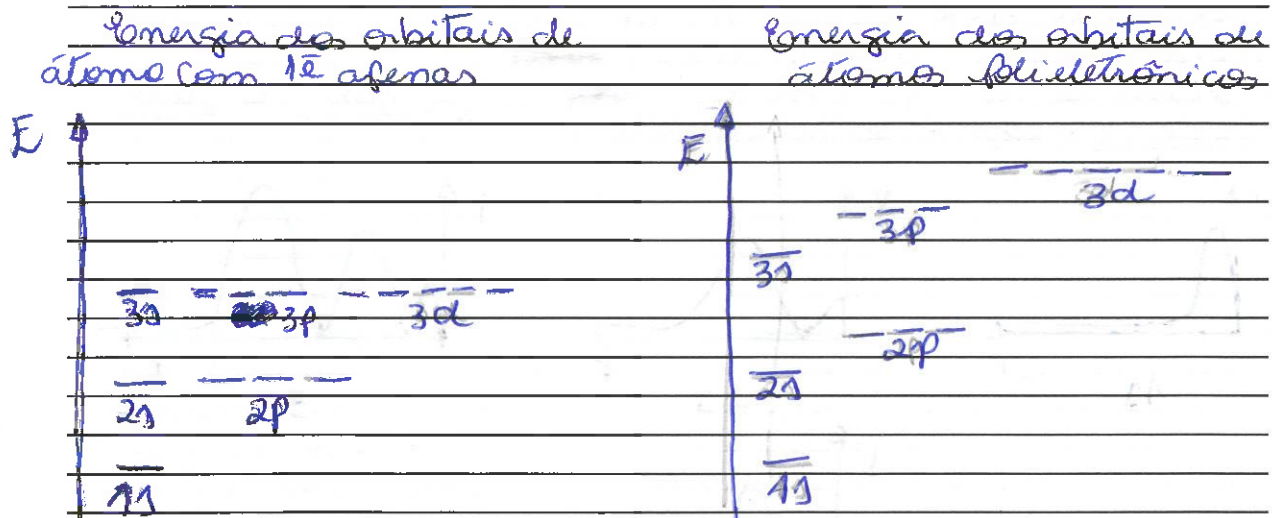 Energia dos orbitais de
átomo com 1ē apenas
E
3s 3p 3d
2s 2p
1s
Energia dos orbitais de
átomos polieletrônicos
E
3d
3p
3s
2p
2s
1s